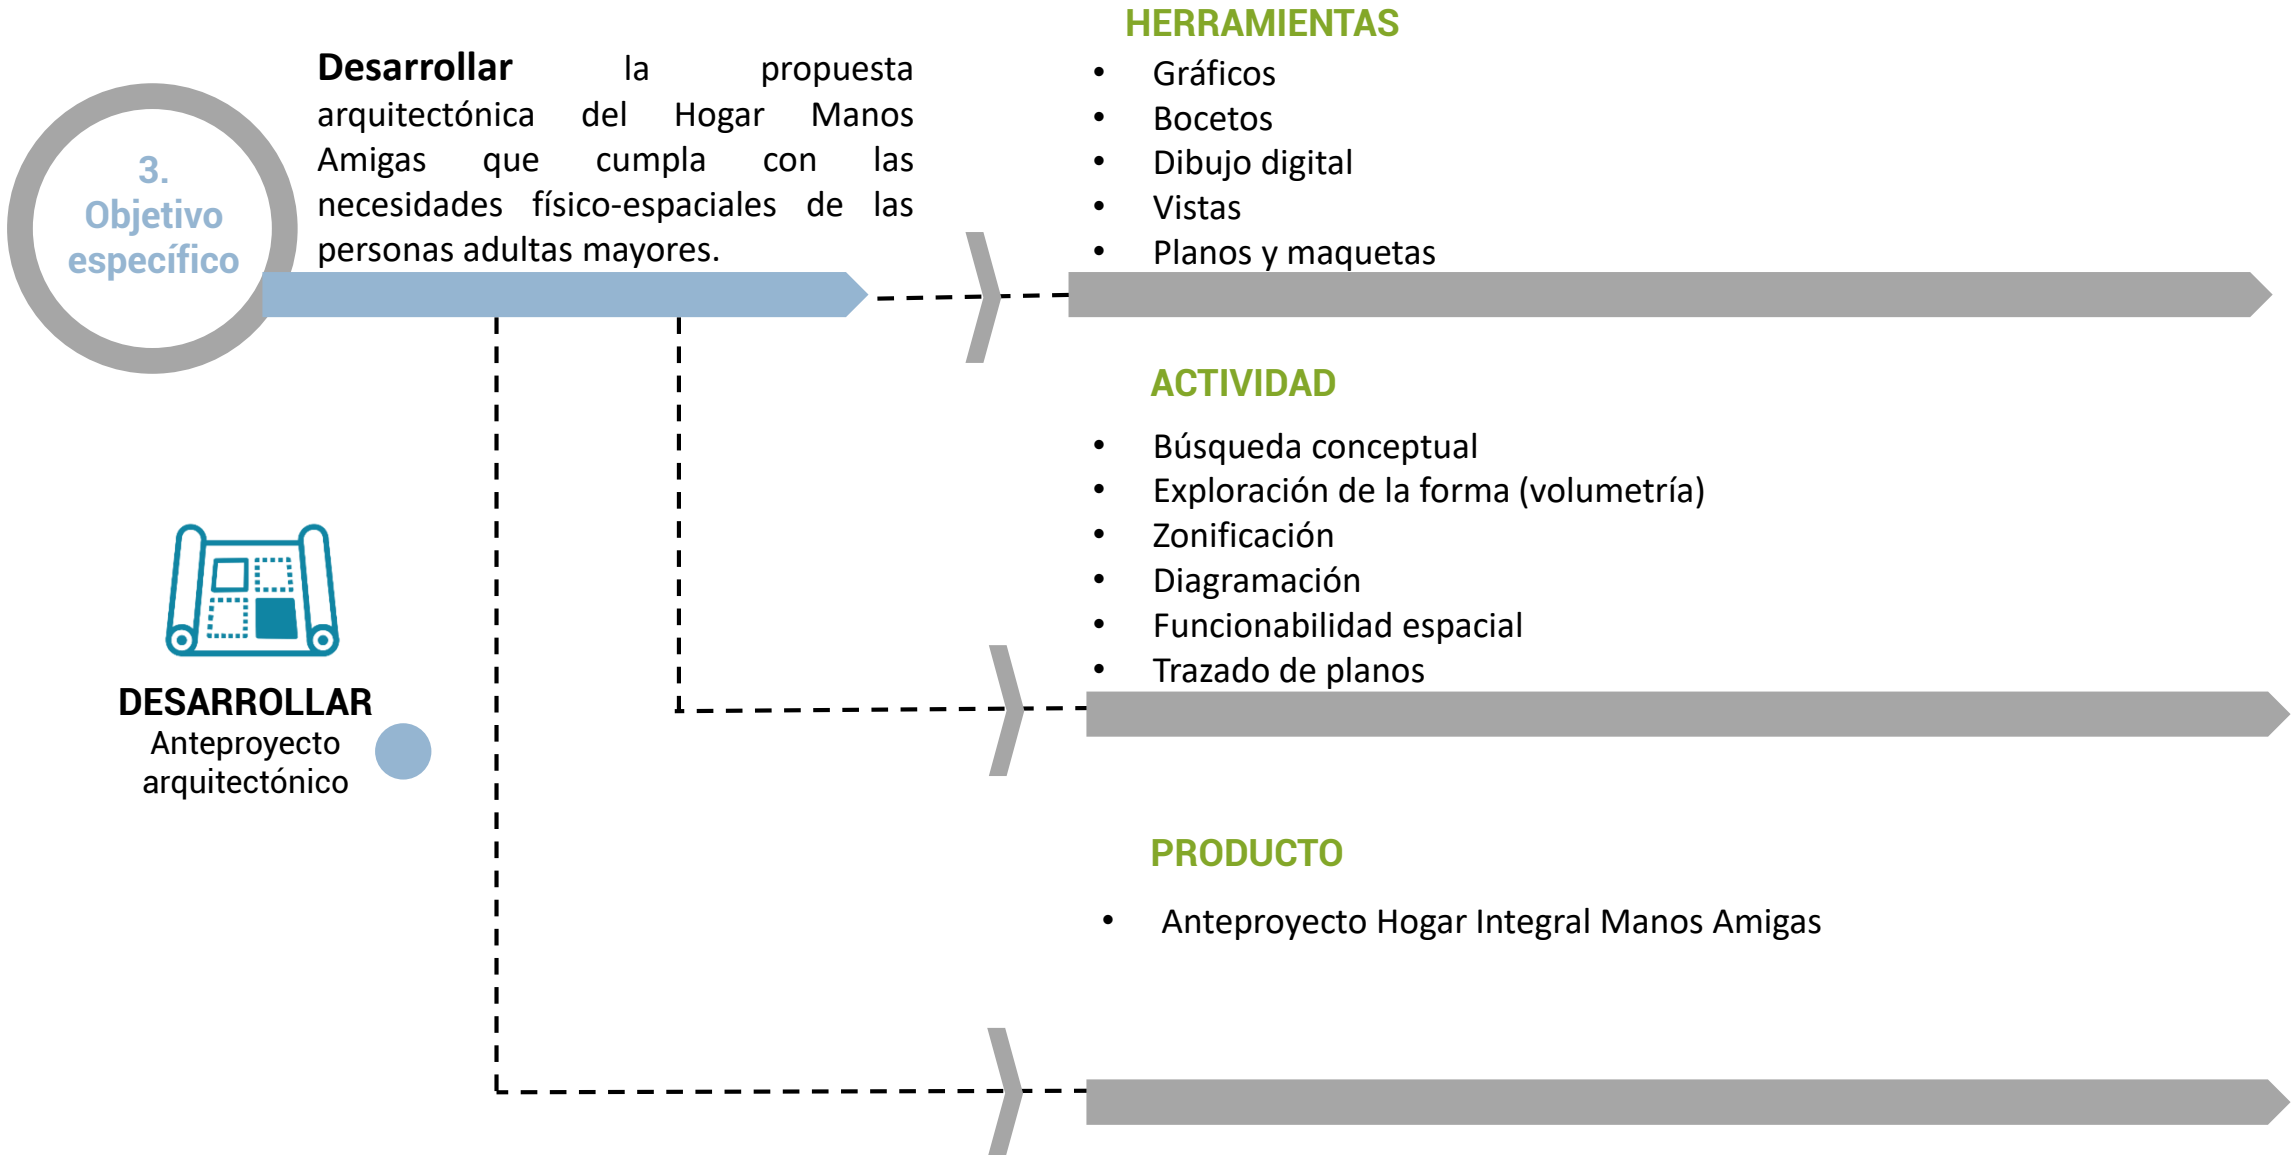 3.
Objetivo
específico
Desarrollar la propuesta
arquitectónica del Hogar Manos
Amigas que cumpla con las
necesidades físico-espaciales de las
personas adultas mayores.
HERRAMIENTAS
• Gráficos
• Bocetos
• Dibujo digital
• Vistas
• Planos y maquetas
ACTIVIDAD
• Búsqueda conceptual
• Exploración de la forma (volumetría)
• Zonificación
• Diagramación
• Funcionabilidad espacial
• Trazado de planos
DESARROLLAR
Anteproyecto
arquitectónico
PRODUCTO
• Anteproyecto Hogar Integral Manos Amigas